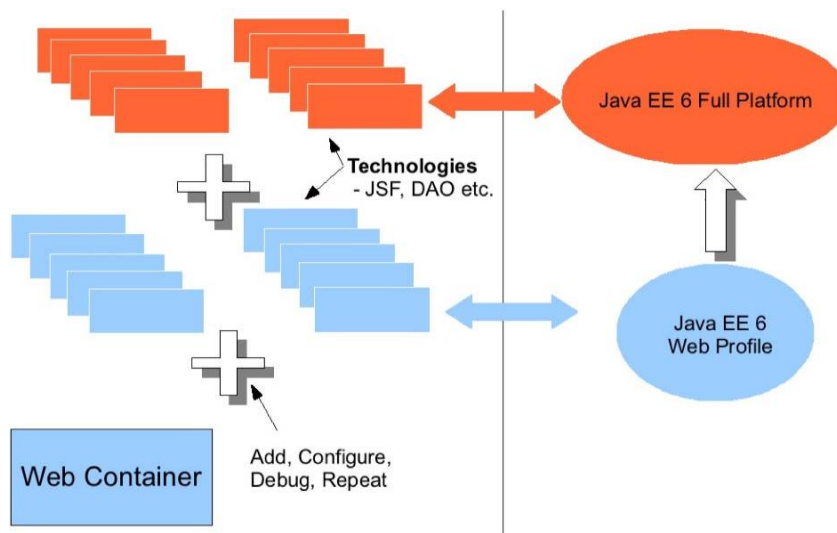 Java EE 6 Full Platform
Technologies
- JSF, DAO etc.
Java EE 6
Web Profile
Add, Configure,
Debug, Repeat
Web Container